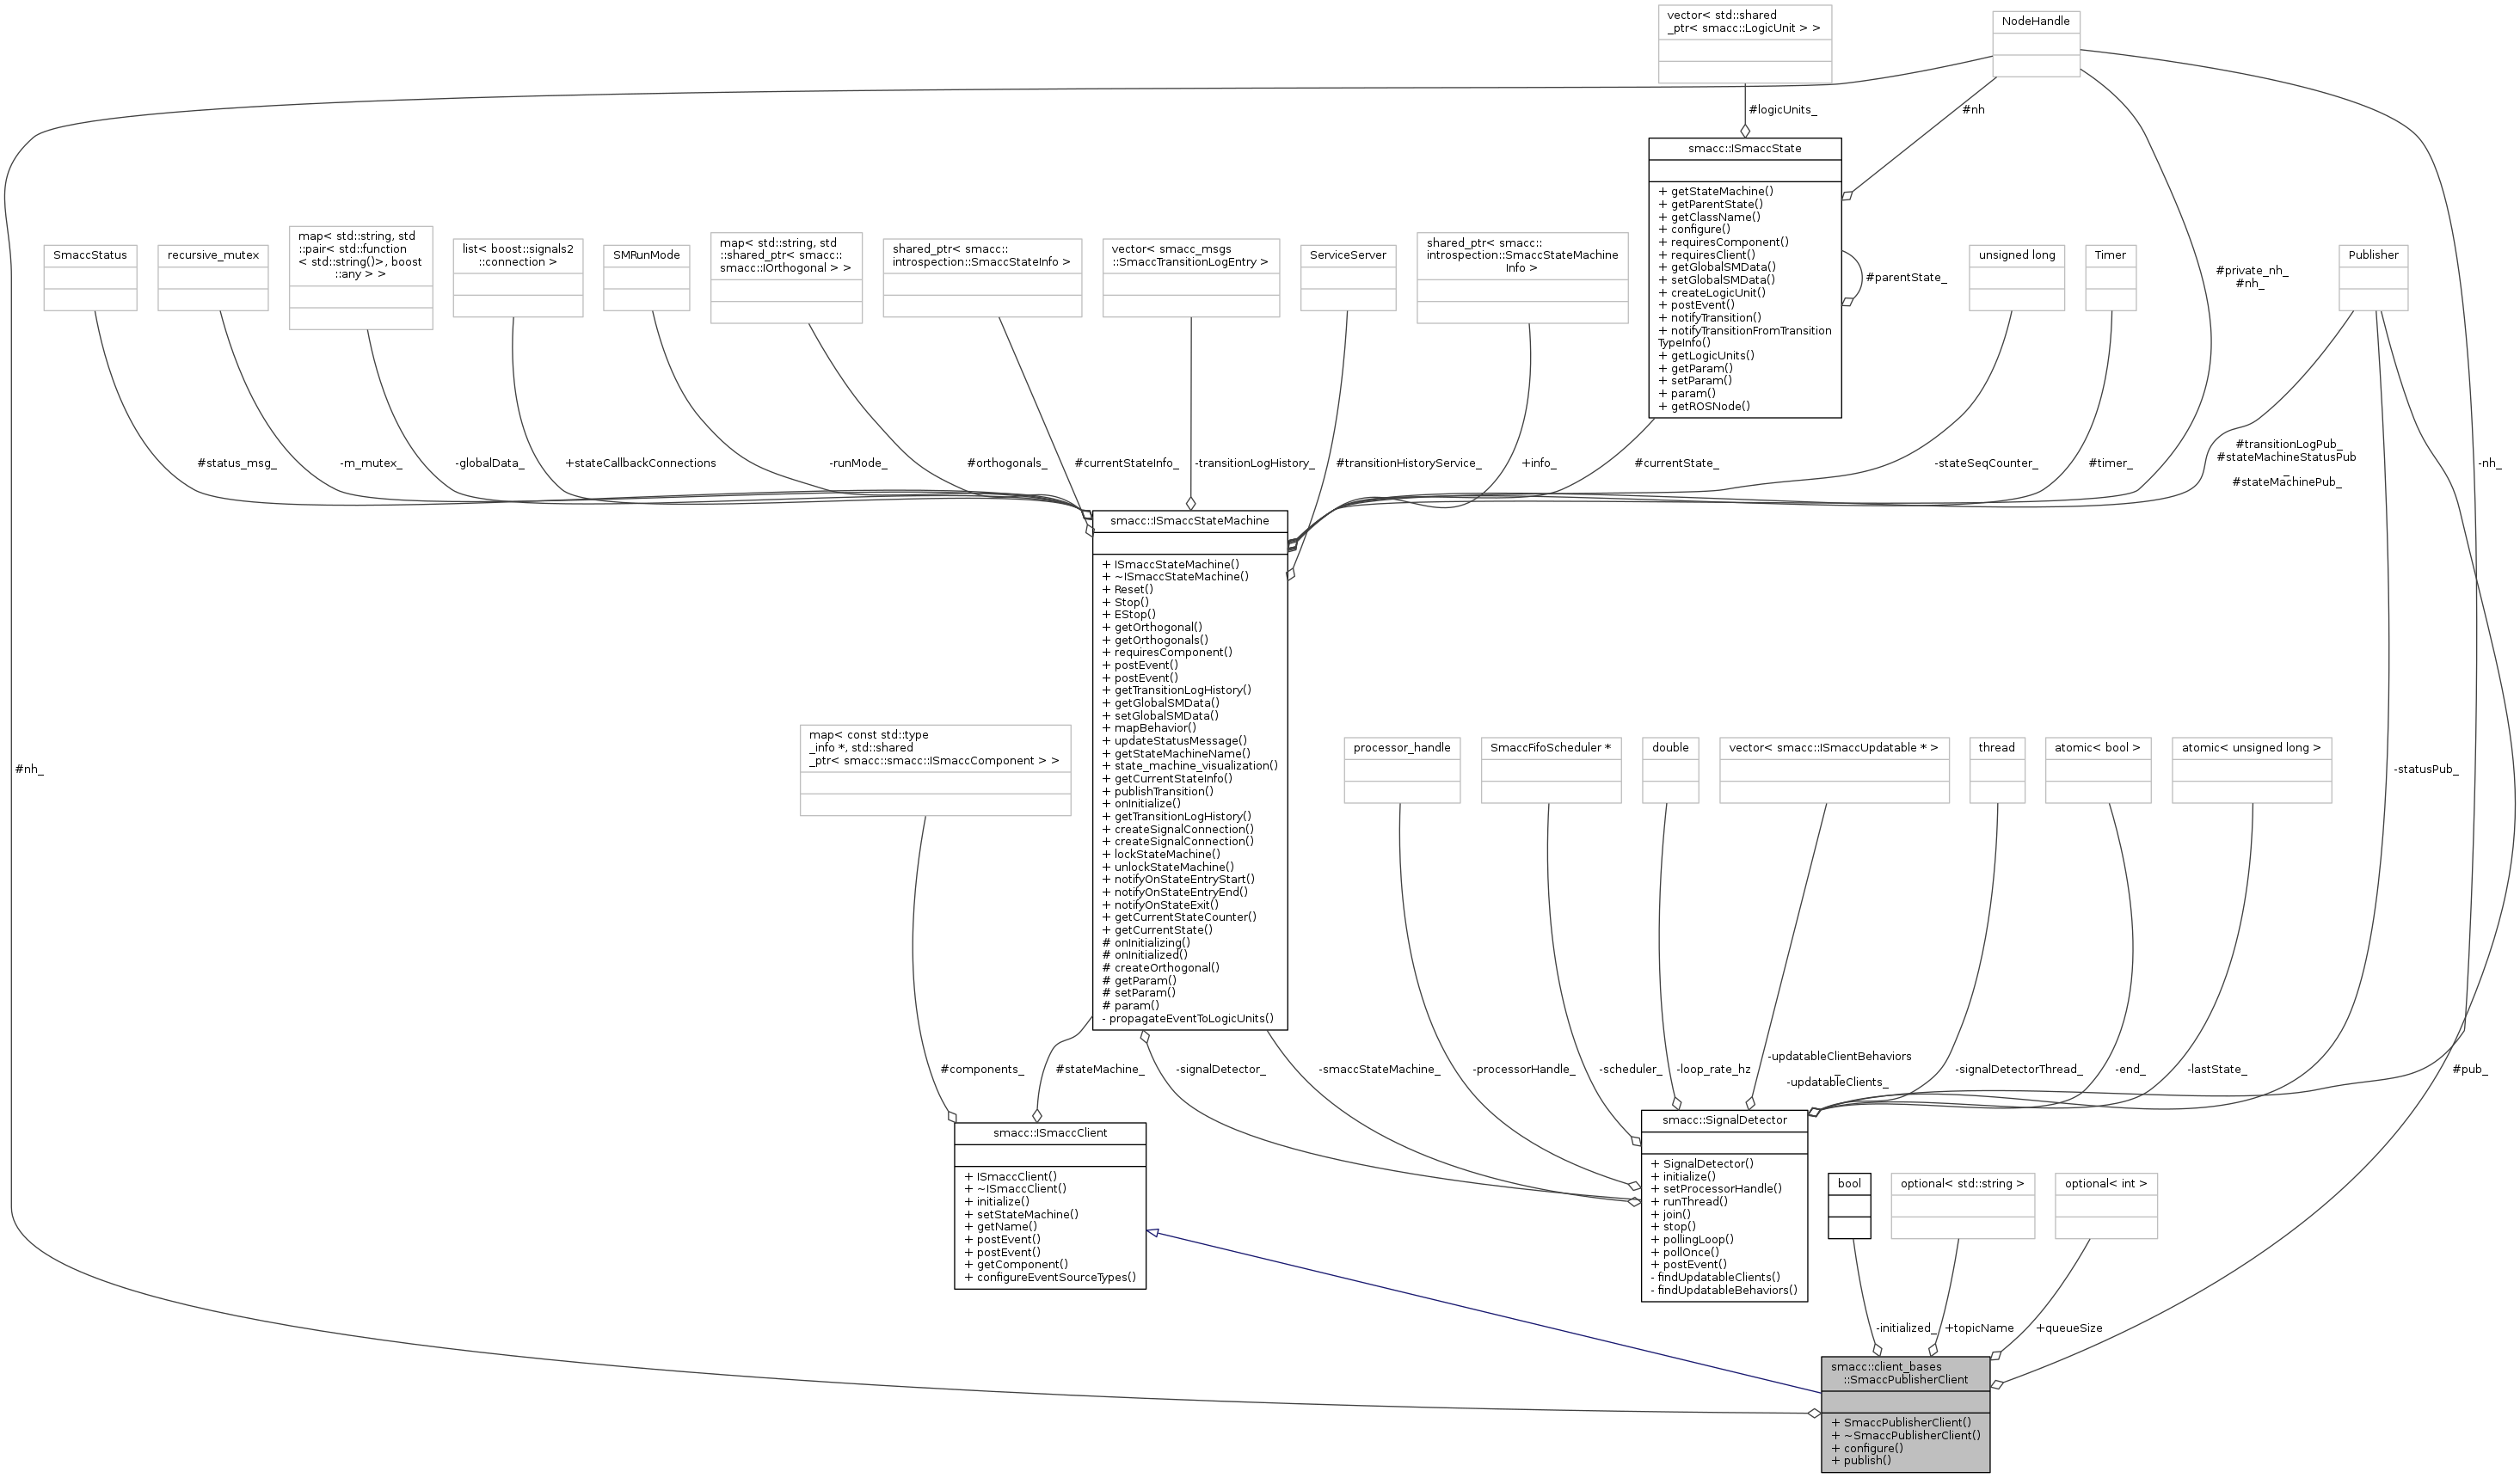 vector< std::shared
_ptr< smacc::LogicUnit > >
NodeHandle
#logicUnits_
#nh
smacc::ISmaccState
+ getStateMachine()
+ getParentState()
+ getClassName()
+ configure()
+ requiresComponent()
+ requiresClient()
+ getGlobalSMData()
+ setGlobalSMData()
+ createLogicUnit()
+ postEvent()
+ notifyTransition()
+ notifyTransitionFromTransition
TypeInfo()
+ getLogicUnits()
+ getParam()
+ setParam()
+ param()
+ getROSNode()
#parentState_
SmaccStatus
recursive_mutex
map< std::string, std
::pair< std::function
< std::string()>, boost
::any > >
list< boost::signals2
::connection >
SMRunMode
map< std::string, std
::shared_ptr< smacc::
smacc::IOrthogonal > >
shared_ptr< smacc::
introspection::SmaccStateInfo >
vector< smacc_msgs
::SmaccTransitionLogEntry >
ServiceServer
shared_ptr< smacc::
introspection::SmaccStateMachine
Info >
unsigned long
Timer
#private_nh_
#nh_
Publisher
#status_msg_
-m_mutex_
-globalData_
+stateCallbackConnections
-runMode_
#orthogonals_
#currentStateInfo_
-transitionLogHistory_
#transitionHistoryService_
+info_
#currentState_
-stateSeqCounter_
#timer_
#transitionLogPub_
#stateMachineStatusPub
_
#stateMachinePub_
-nh_
smacc::ISmaccStateMachine
+ ISmaccStateMachine()
+ ~ISmaccStateMachine()
+ Reset()
+ Stop()
+ EStop()
+ getOrthogonal()
+ getOrthogonals()
+ requiresComponent()
+ postEvent()
+ postEvent()
+ getTransitionLogHistory()
+ getGlobalSMData()
+ setGlobalSMData()
+ mapBehavior()
+ updateStatusMessage()
+ getStateMachineName()
+ state_machine_visualization()
+ getCurrentStateInfo()
+ publishTransition()
+ onInitialize()
+ getTransitionLogHistory()
+ createSignalConnection()
+ createSignalConnection()
+ lockStateMachine()
+ unlockStateMachine()
+ notifyOnStateEntryStart()
+ notifyOnStateEntryEnd()
+ notifyOnStateExit()
+ getCurrentStateCounter()
+ getCurrentState()
# onInitializing()
# onInitialized()
# createOrthogonal()
# getParam()
# setParam()
# param()
- propagateEventToLogicUnits()
map< const std::type
_info *, std::shared
_ptr< smacc::smacc::ISmaccComponent > >
processor_handle
SmaccFifoScheduler *
double
vector< smacc::ISmaccUpdatable * >
thread
atomic< bool >
atomic< unsigned long >
#nh_
-statusPub_
#components_
#stateMachine_
-signalDetector_
-smaccStateMachine_
-processorHandle_
-scheduler_
-loop_rate_hz
-updatableClientBehaviors
_
-updatableClients_
-signalDetectorThread_
-end_
-lastState_
#pub_
smacc::ISmaccClient
+ ISmaccClient()
+ ~ISmaccClient()
+ initialize()
+ setStateMachine()
+ getName()
+ postEvent()
+ postEvent()
+ getComponent()
+ configureEventSourceTypes()
smacc::SignalDetector
+ SignalDetector()
+ initialize()
+ setProcessorHandle()
+ runThread()
+ join()
+ stop()
+ pollingLoop()
+ pollOnce()
+ postEvent()
- findUpdatableClients()
- findUpdatableBehaviors()
bool
optional< std::string >
optional< int >
-initialized_
+topicName
+queueSize
smacc::client_bases
::SmaccPublisherClient
+ SmaccPublisherClient()
+ ~SmaccPublisherClient()
+ configure()
+ publish()